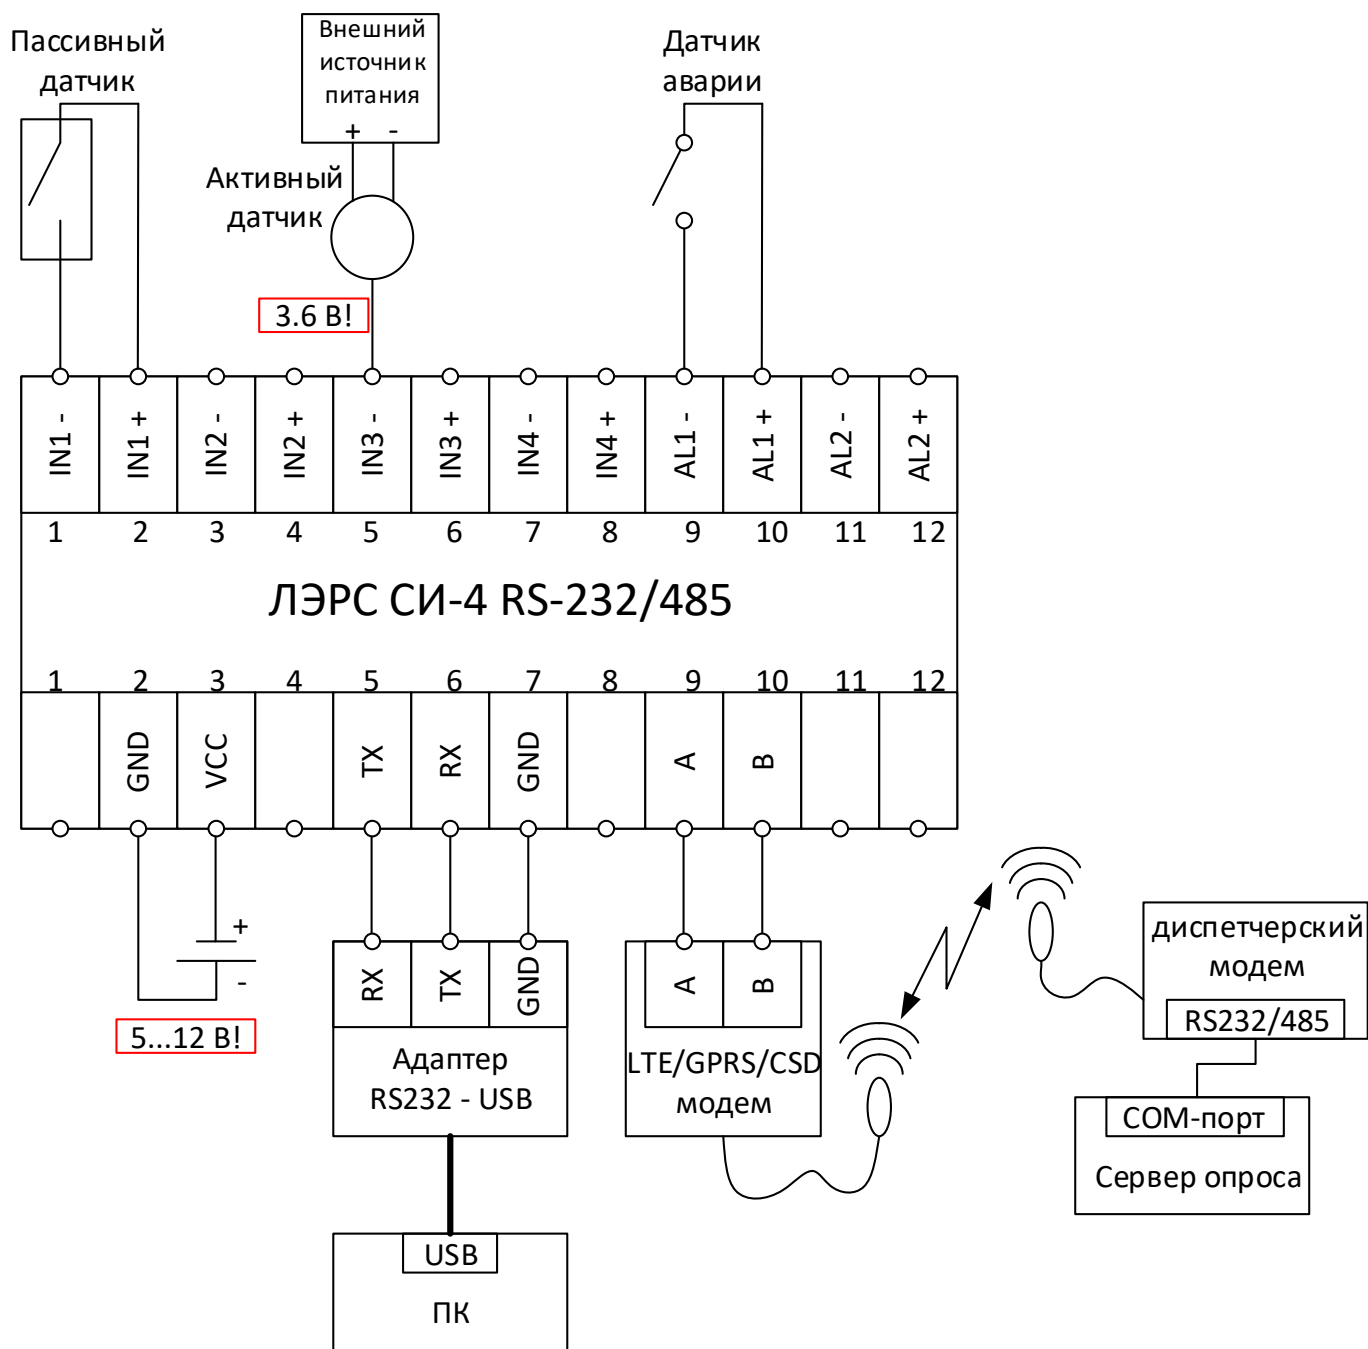 Пассивный
датчик
Внешний
источник
питания
+ -
Активный
датчик
3.6 В!
Датчик
аварии
IN1 -
IN1 +
IN2 -
IN2 +
IN3 -
IN3 +
IN4 -
IN4 +
AL1 -
AL1 +
AL2 -
AL2 +
1 2 3 4 5 6 7 8 9 10 11 12
ЛЭРС СИ-4 RS-232/485
1 2 3 4 5 6 7 8 9 10 11 12
GND
VCC
TX
RX
GND
A
B
+
-
5...12 В!
RX
TX
GND
Адаптер
RS232 - USB
USB
ПК
A
B
LTE/GPRS/CSD
модем
диспетчерский
модем
RS232/485
COM-порт
Сервер опроса